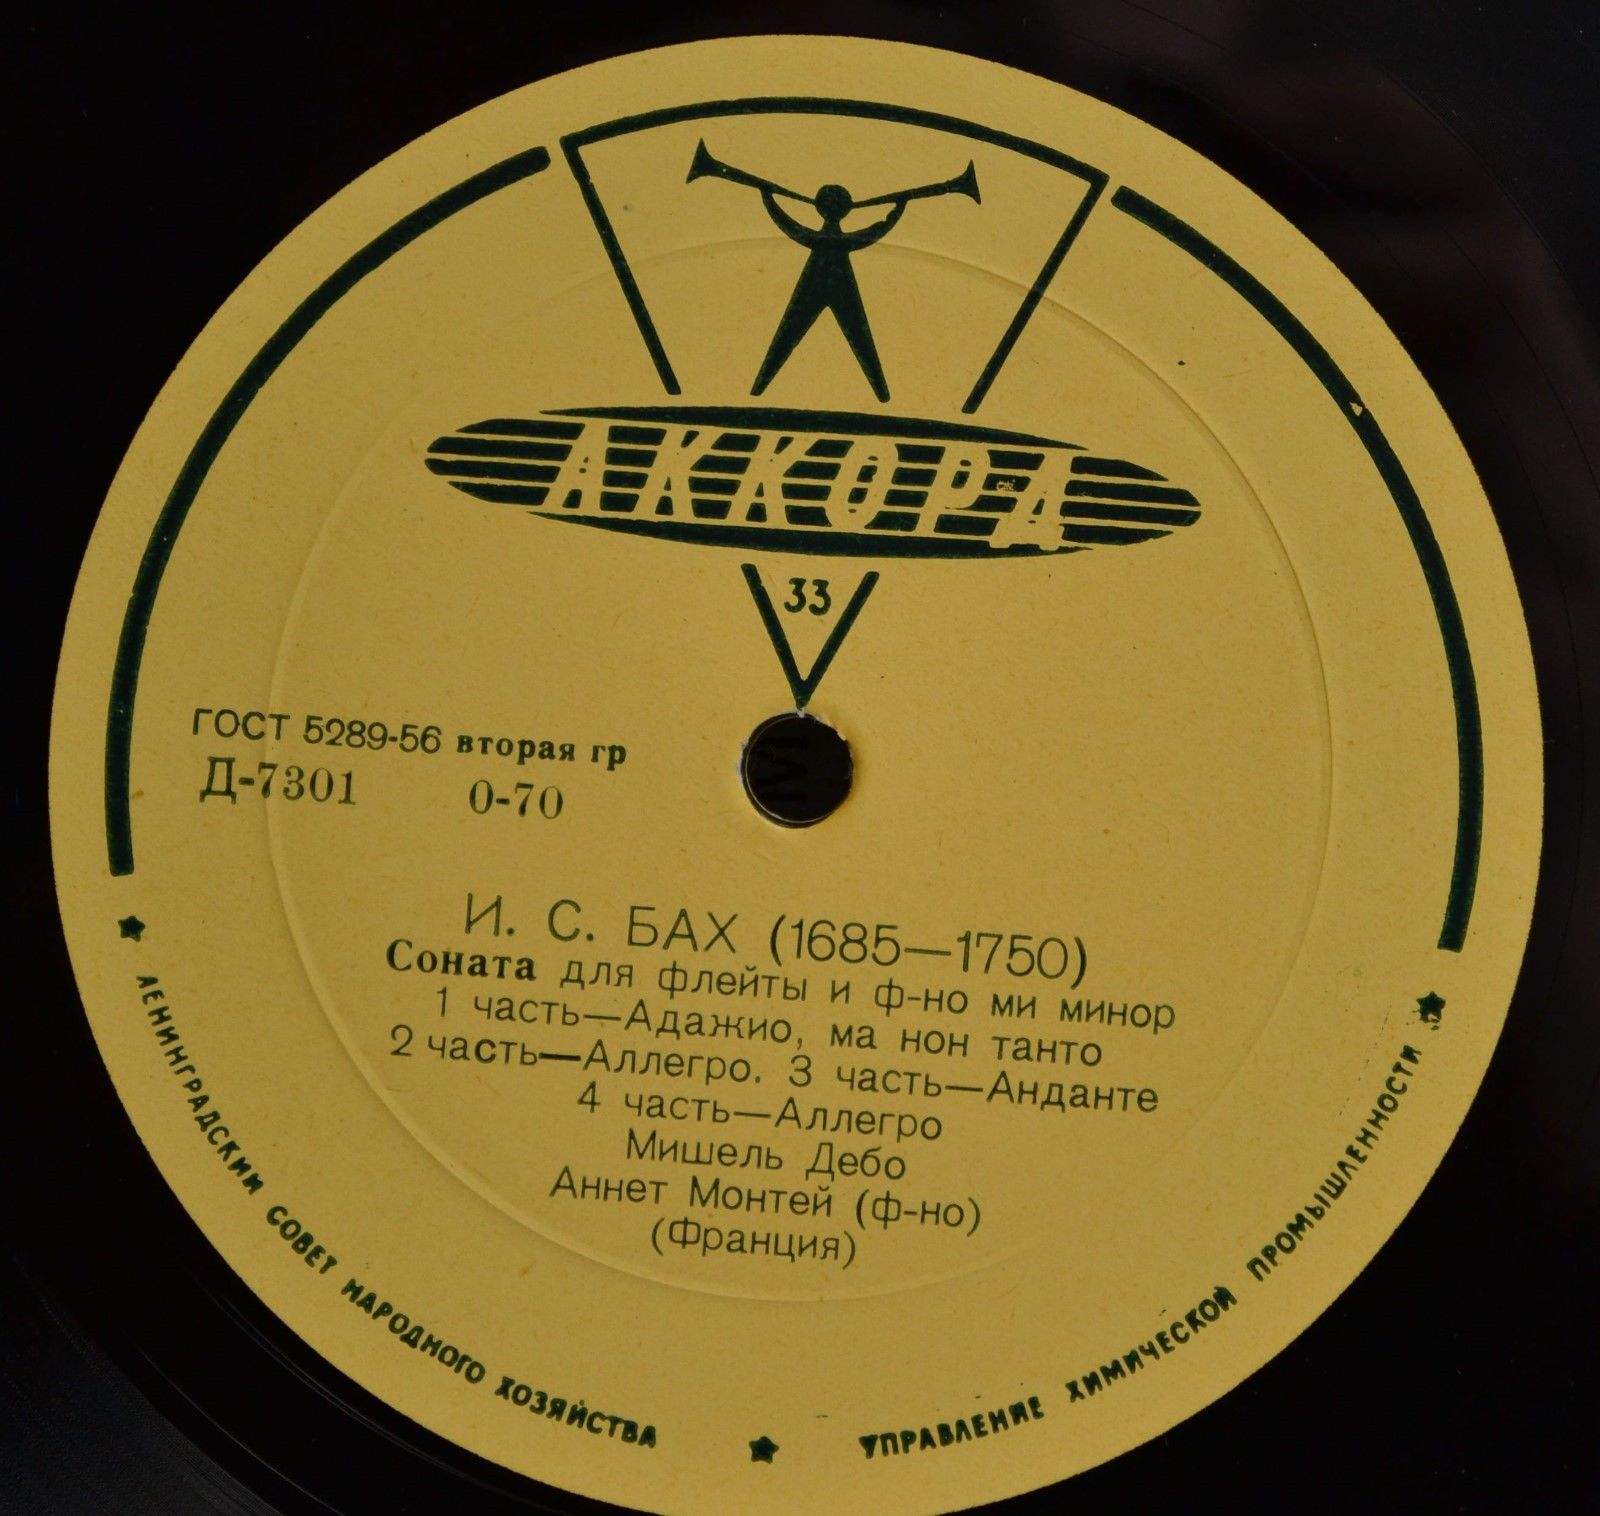 АККОРД
33
ГОСТ 5289-56 вторая гр
Д-7301 0-70
И. С. БАХ (1685—1750)
Соната для флейты и ф-но ми минор
1 часть—Адажио, ма нон танто
2 часть—Аллегро. 3 часть—Анданте
4 часть—Аллегро
Мишель Дебо
Аннет Монтей (ф-но)
(Франция)
ЛЕНИНГРАДСКИЙ СОВЕТ НАРОДНОГО ХОЗЯЙСТВА
УПРАВЛЕНИЕ ХИМИЧЕСКОЙ ПРОМЫШЛЕННОСТИ